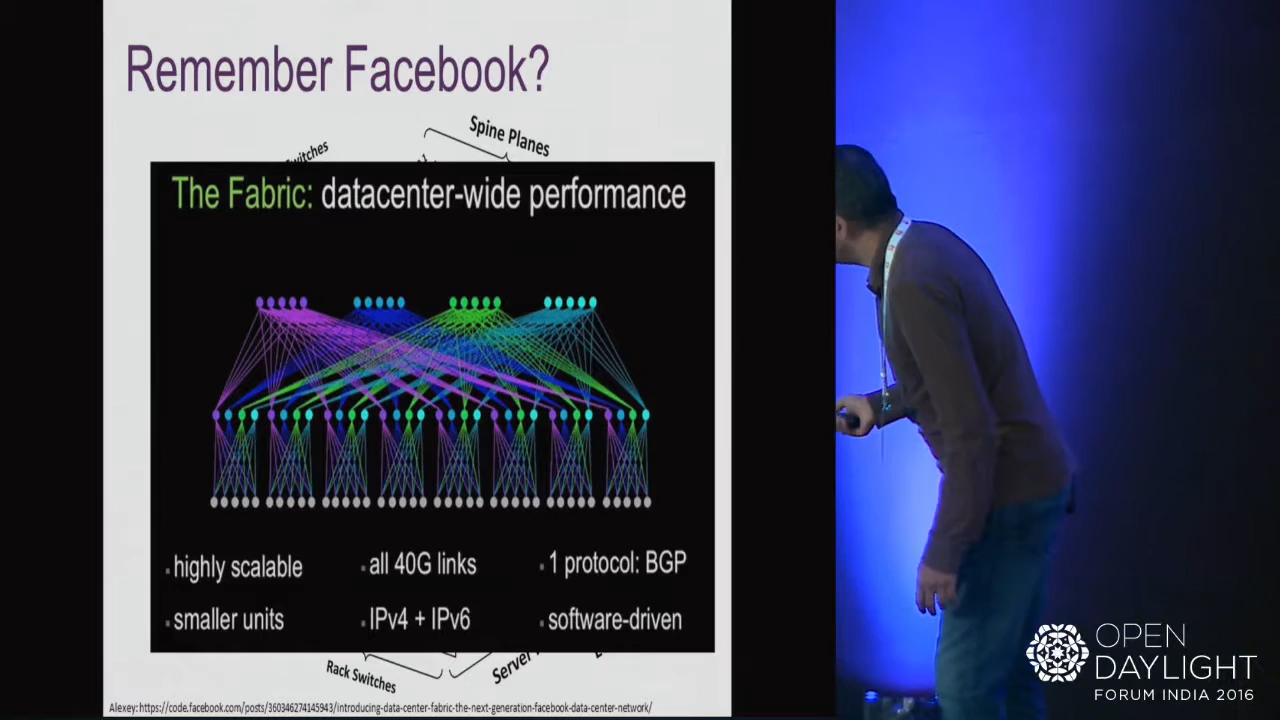 Remember Facebook?
Spine Planes
Switches
The Fabric: datacenter-wide performance
▪ highly scalable
▪ all 40G links
▪ 1 protocol: BGP
▪ smaller units
▪ IPv4 + IPv6
▪ software-driven
Rack Switches
Server
Alexey: https://code.facebook.com/posts/360346274145943/introducing-data-center-fabric-the-next-generation-facebook-data-center-network/
OPEN
DAYLIGHT
FORUM INDIA 2016